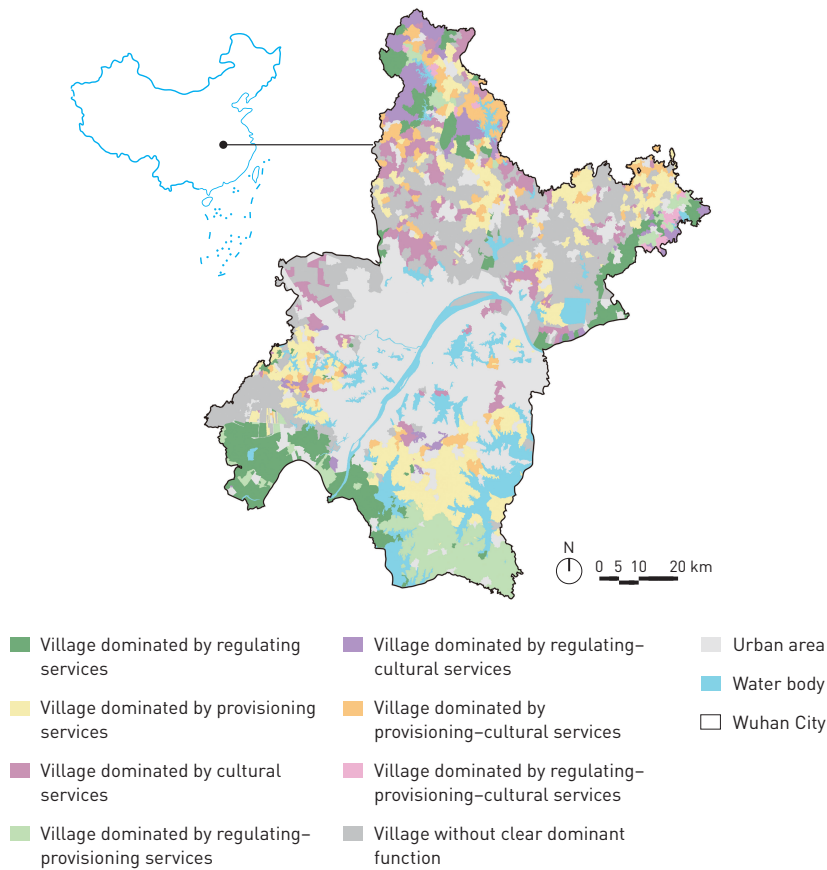 N
0 5 10 20 km
Village dominated by regulating
services
Village dominated by provisioning
services
Village dominated by cultural
services
Village dominated by regulating–
provisioning services
Village dominated by regulating–
cultural services
Village dominated by
provisioning–cultural services
Village dominated by regulating–
provisioning–cultural services
Village without clear dominant
function
Urban area
Water body
Wuhan City